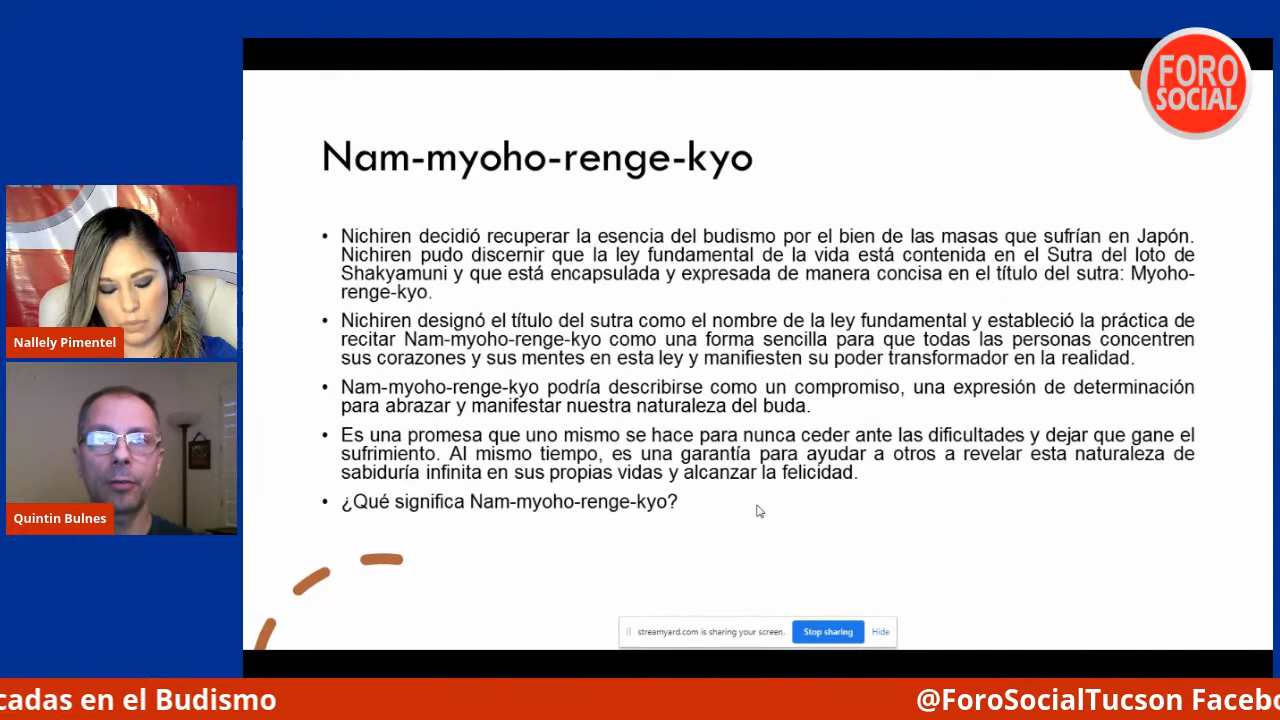 FORO
SOCIAL
Nam-myoho-renge-kyo
• Nichiren decidió recuperar la esencia del budismo por el bien de las masas que sufrían en Japón.
Nichiren pudo discernir que la ley fundamental de la vida está contenida en el Sutra del loto de
Shakyamuni y que está encapsulada y expresada de manera concisa en el título del sutra: Myoho-
renge-kyo.
• Nichiren designó el título del sutra como el nombre de la ley fundamental y estableció la práctica de
recitar Nam-myoho-renge-kyo como una forma sencilla para que todas las personas concentren
sus corazones y sus mentes en esta ley y manifiesten su poder transformador en la realidad.
• Nam-myoho-renge-kyo podría describirse como un compromiso, una expresión de determinación
para abrazar y manifestar nuestra naturaleza del buda.
• Es una promesa que uno mismo se hace para nunca ceder ante las dificultades y dejar que gane el
sufrimiento. Al mismo tiempo, es una garantía para ayudar a otros a revelar esta naturaleza de
sabiduría infinita en sus propias vidas y alcanzar la felicidad.
• ¿Qué significa Nam-myoho-renge-kyo?
Nallely Pimentel
Quintin Bulnes
streamyard.com is sharing your screen.
Stop sharing
Hide
cadas en el Budismo
@ForoSocialTucson Facebo